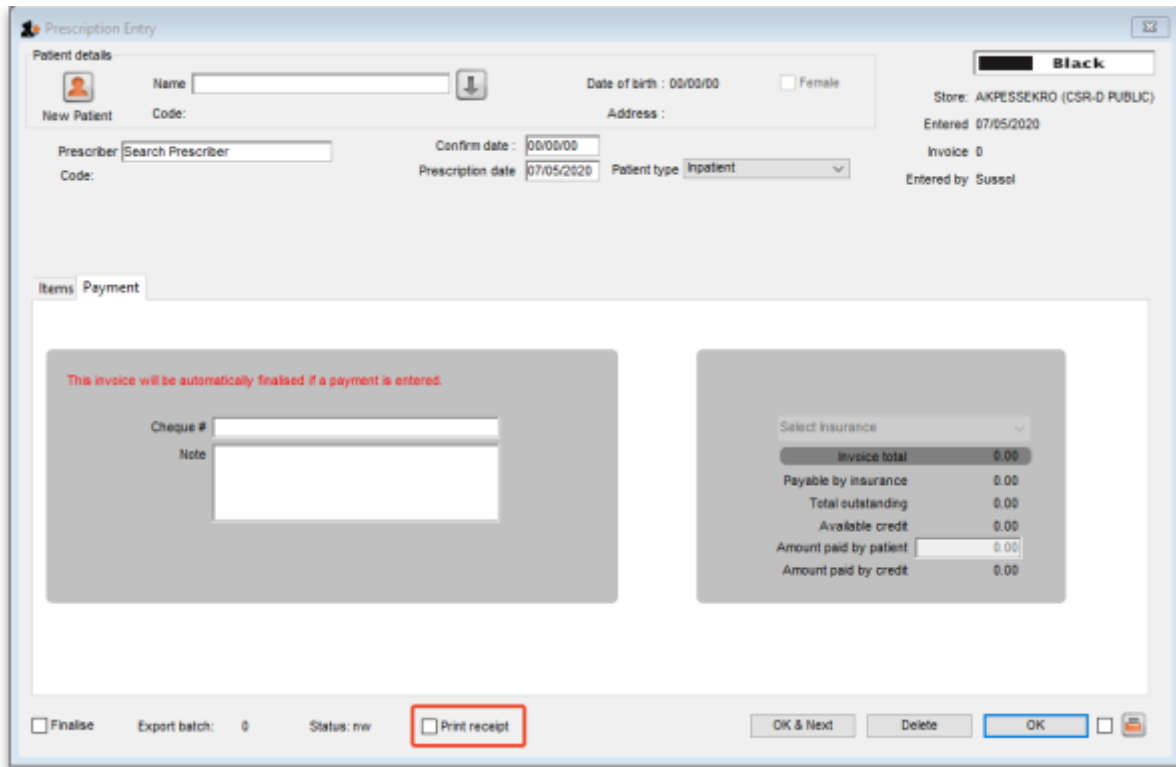 Prescription Entry
Patient details
Black
Name
Date of birth : 00/00/00
Female
Store: AKPESSEKRO (CSR-D PUBLIC)
New Patient
Code:
Address :
Entered 07/05/2020
Prescriber Search Prescriber
Confirm date : 00/00/00
Invoice 0
Code:
Prescription date 07/05/2020
Patient type Inpatient
Entered by Sussol
Items Payment
This invoice will be automatically finalised if a payment is entered.
Cheque #
Note
Select Insurance
Invoice total 0.00
Payable by insurance 0.00
Total outstanding 0.00
Available credit 0.00
Amount paid by patient 0.00
Amount paid by credit 0.00
Finalise
Export batch: 0
Status: nw
Print receipt
OK & Next
Delete
OK